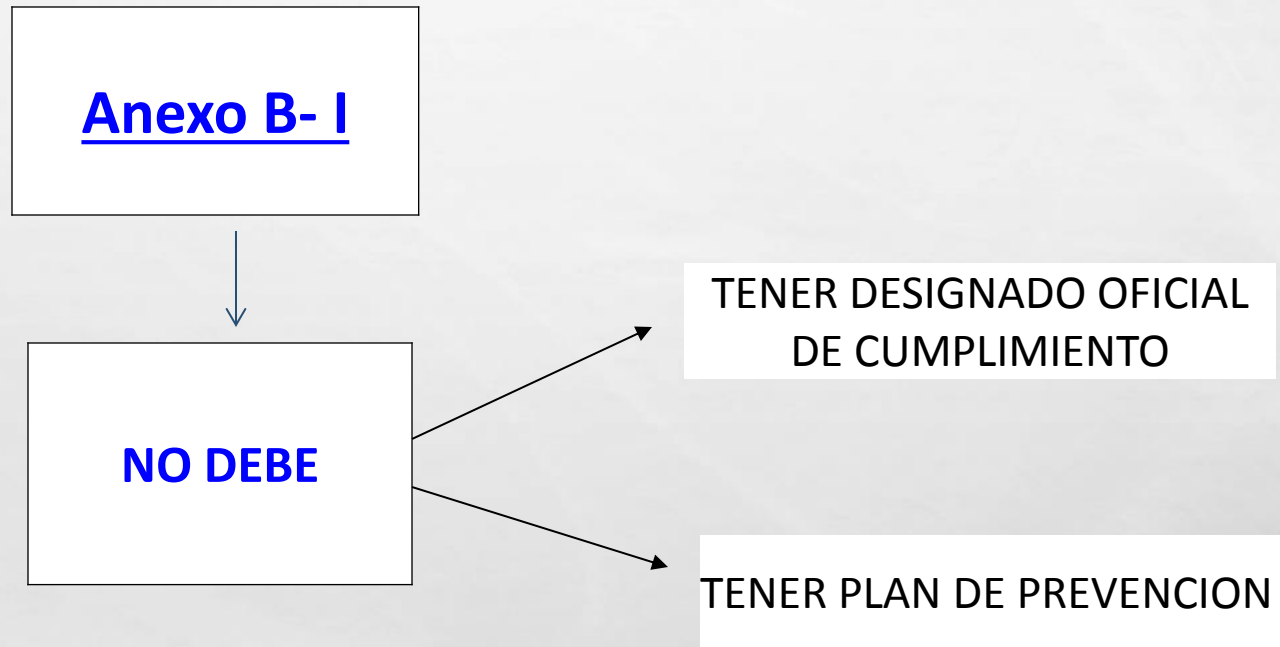 Anexo B- I
NO DEBE
TENER DESIGNADO OFICIAL
DE CUMPLIMIENTO
TENER PLAN DE PREVENCION